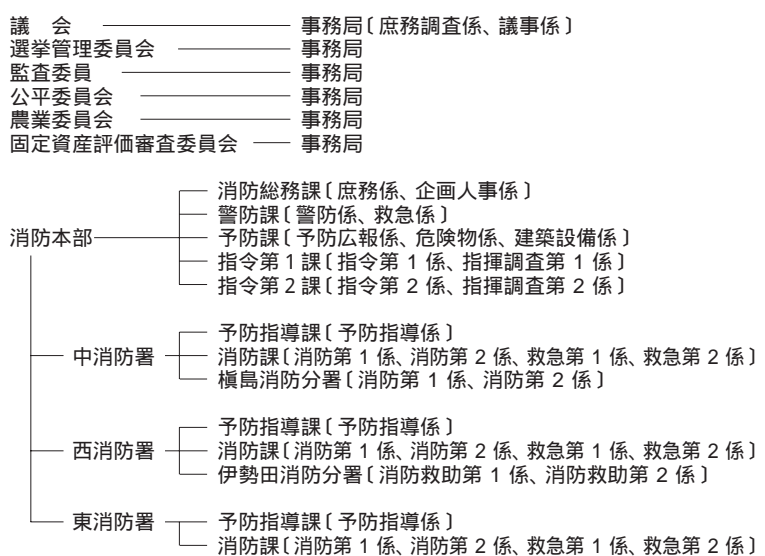 議　会　事務局〔庶務調査係、議事係〕
選挙管理委員会　事務局
監査委員　事務局
公平委員会　事務局
農業委員会　事務局
固定資産評価審査委員会　事務局
消防総務課〔庶務係、企画人事係〕
警防課〔警防係、救急係〕
消防本部　予防課〔予防広報係、危険物係、建築設備係〕
指令第１課〔指令第１係、指揮調査第１係〕
指令第２課〔指令第２係、指揮調査第２係〕
予防指導課〔予防指導係〕
中消防署　消防課〔消防第１係、消防第２係、救急第１係、救急第２係〕
槇島消防分署〔消防第１係、消防第２係〕
予防指導課〔予防指導係〕
西消防署　消防課〔消防第１係、消防第２係、救急第１係、救急第２係〕
伊勢田消防分署〔消防救助第１係、消防救助第２係〕
東消防署　予防指導課〔予防指導係〕
消防課〔消防第１係、消防第２係、救急第１係、救急第２係〕